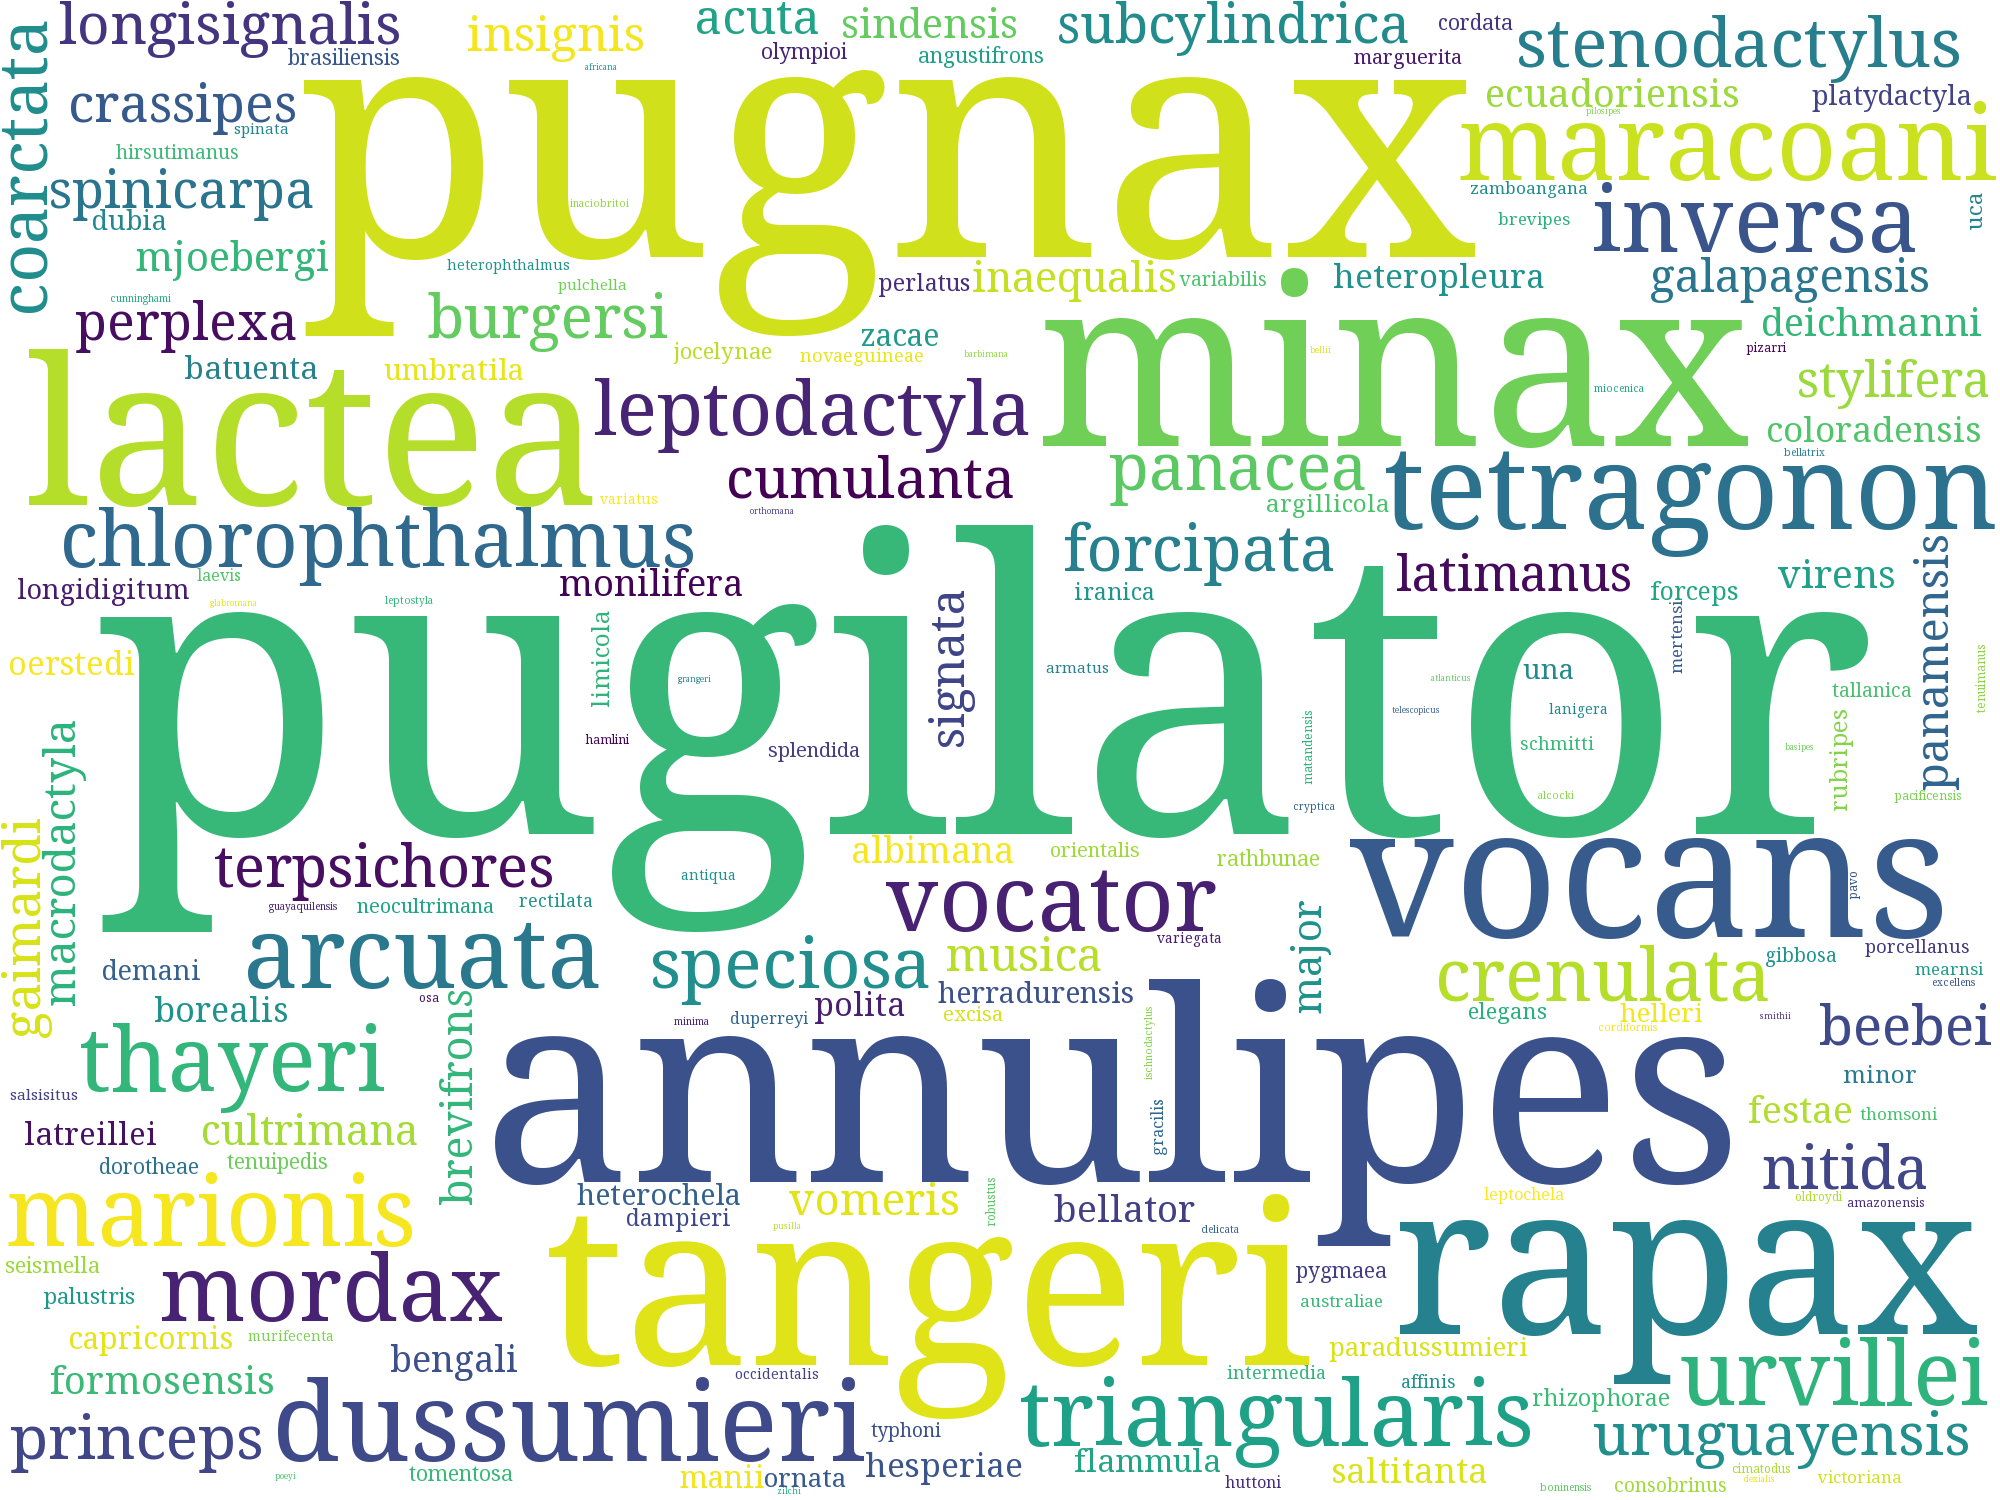 longisignalis
brasiliensis
insignis
africana
acuta
olympioi
sindensis
angustifrons
subcylindrica
cordata
marguerita
stenodactylus
coarctata
crassipes
spinata
hirsutimanus
pugnax
ecuadoriensis
pilosipes
platydactyla
maracoani
spinicarpa
dubia
inaciobritoi
zamboangana
brevipes
inversa
uca
mjoebergi
heterophthalmus
pulchella
perlatus
inaequalis
variabilis
heteropleura
galapagensis
cunninghami
perplexa
burgersi
zacae
minax
deichmanni
batuenta
umbratila
jocelynae
novaeguineae
barbimana
bellii
pizarri
stylifera
lactea
leptodactyla
miocenica
coloradensis
bellatrix
cumulanta
panacea
argillicola
tetragonon
variatus
orthomana
chlorophthalmus
forcipata
latimanus
virens
panamensis
longidigitum
laevis
glabromana
leptostyla
monilifera
iranica
forceps
mertensi
limicola
signata
oerstedi
pugilator
grangeri
armatus
atlanticus
una
tallanica
tenuimanus
telescopicus
lanigera
schmitti
rubripes
basipes
macrodactyla
hamlini
splendida
matandensis
cryptica
alcocki
pacificensis
gaimardi
terpsichores
albimana
orientalis
rathbunae
vocans
antiqua
vocator
pavo
guayaquilensis
neocultrimana
rectilata
arcuata
speciosa
musica
variegata
major
crenulata
gibbosa
porcellanus
mearnsi
excellens
demani
osa
borealis
brevifrons
minima
duperreyi
polita
herradurensis
excisa
ischnodactylus
elegans
helleri
cordiformis
smithii
beebei
thayeri
annulipes
minor
salsisitus
gracilis
festae
thomsoni
latreillei
cultrimana
dorotheae
tenuipedis
nitida
marionis
heterochela
dampieri
vomeris
pusilla
robustus
bellator
delicata
leptochela
oldroydi
amazonensis
tangeri
rapax
seismella
mordax
pygmaea
palustris
australiae
capricornis
murifecenta
paradussumieri
bengali
formosensis
occidentalis
intermedia
affinis
urvillei
dussumieri
triangularis
rhizophorae
princeps
typhoni
uruguayensis
hesperiae
flammula
saltitanta
poeyi
tomentosa
manii
ornata
zilchi
huttoni
boninensis
consobrinus
cimatodus
dexialis
victoriana